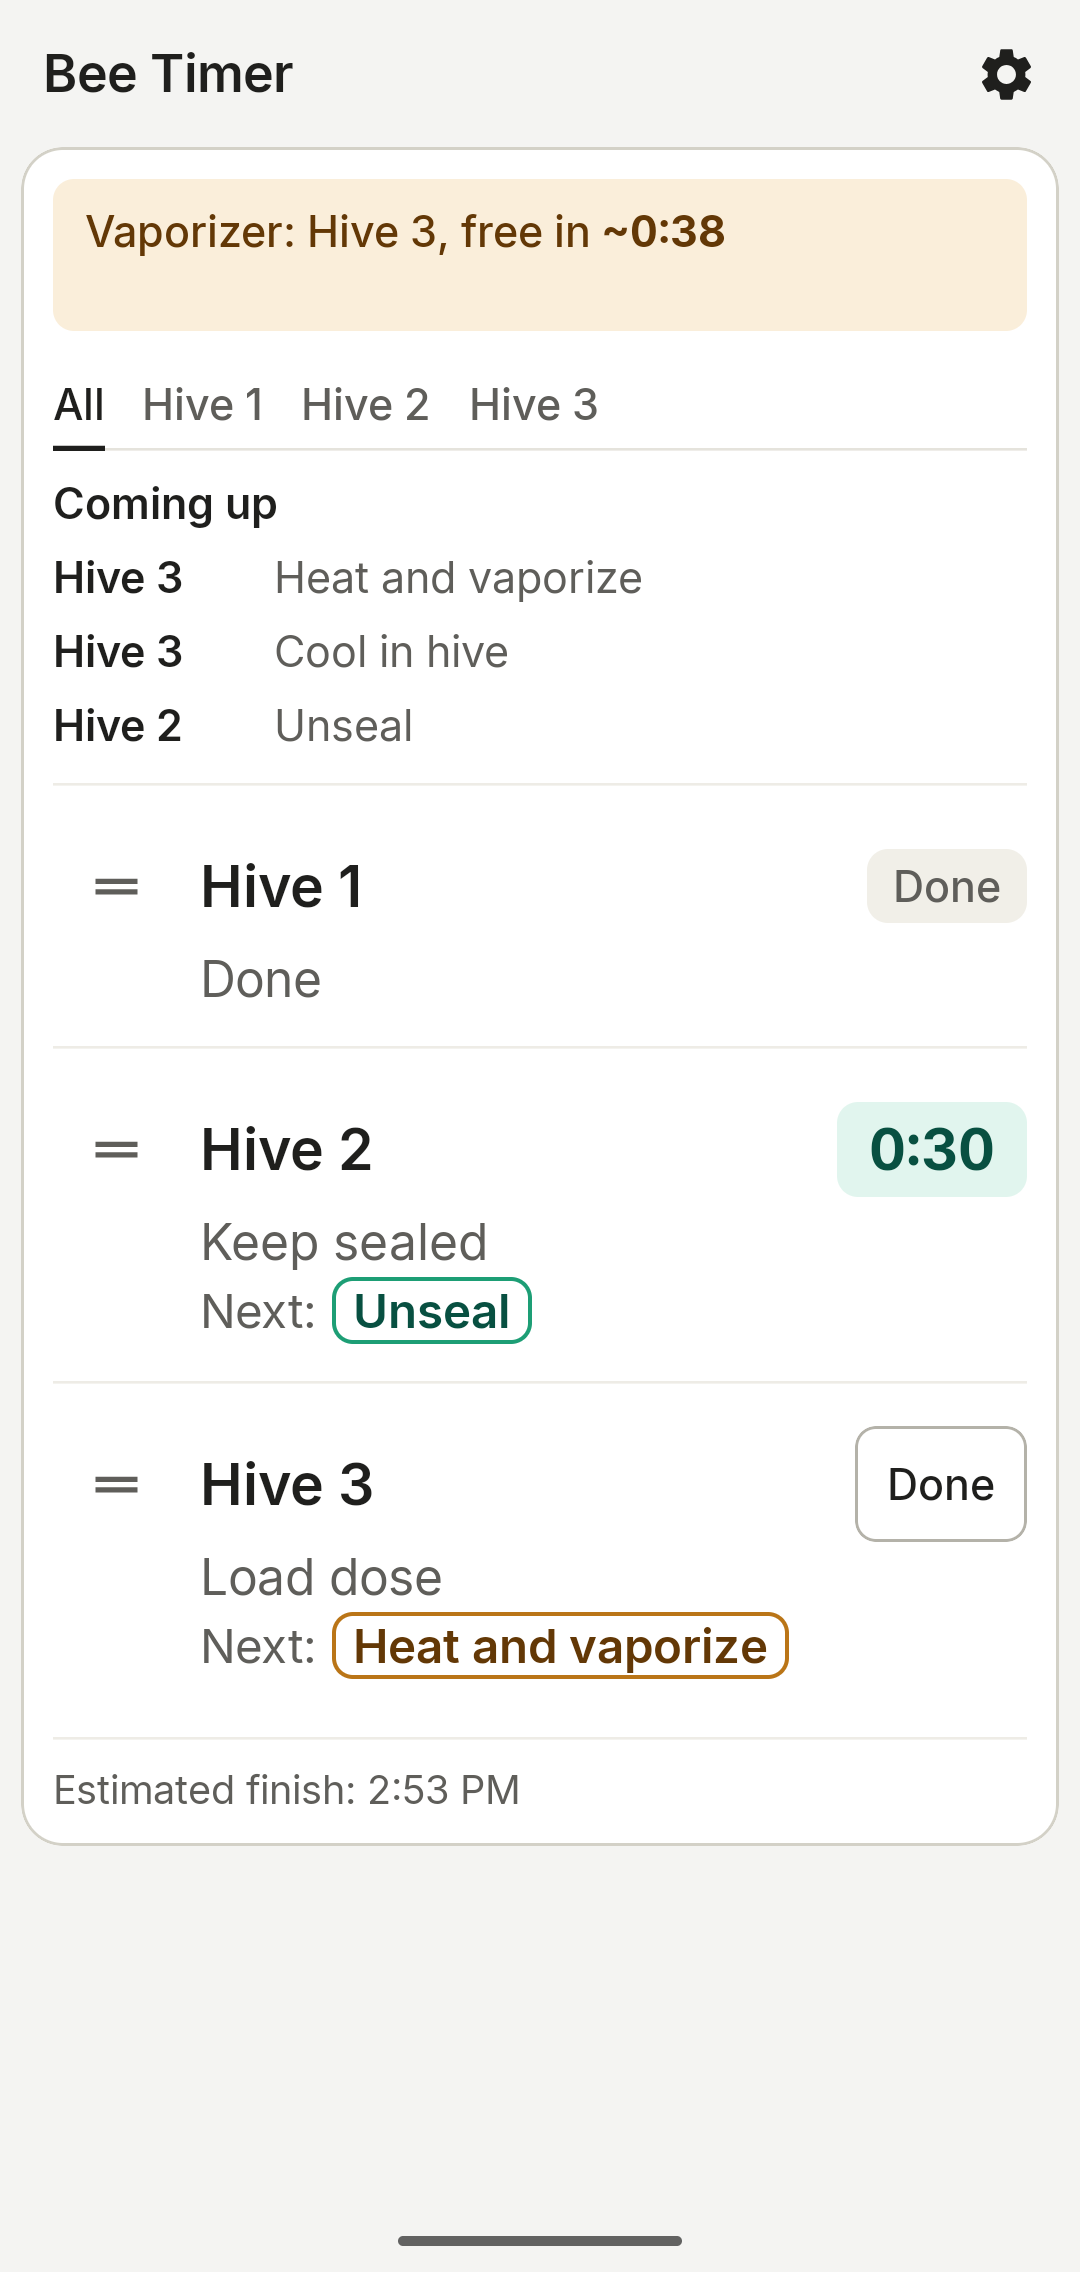 Bee Timer
Vaporizer: Hive 3, free in ~0:38
All Hive 1 Hive 2 Hive 3
Coming up
Hive 3 Heat and vaporize
Hive 3 Cool in hive
Hive 2 Unseal
Hive 1 Done
Done
Hive 2 0:30
Keep sealed
Next: Unseal
Hive 3 Done
Load dose
Next: Heat and vaporize
Estimated finish: 2:53 PM